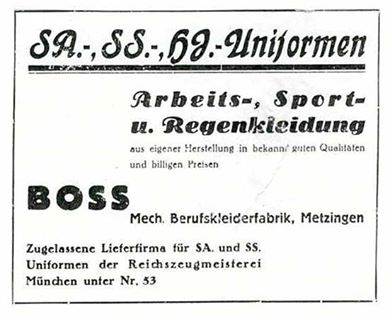 SA.-, SS.-, HJ.-Uniformen
Arbeits-, Sport-
u. Regenkleidung
aus eigener Herstellung in bekannt guten Qualitäten
und billigen Preisen
BOSS
Mech. Berufskleiderfabrik, Metzingen
Zugelassene Lieferfirma für SA. und SS.
Uniformen der Reichszeugmeisterei
München unter Nr. 53